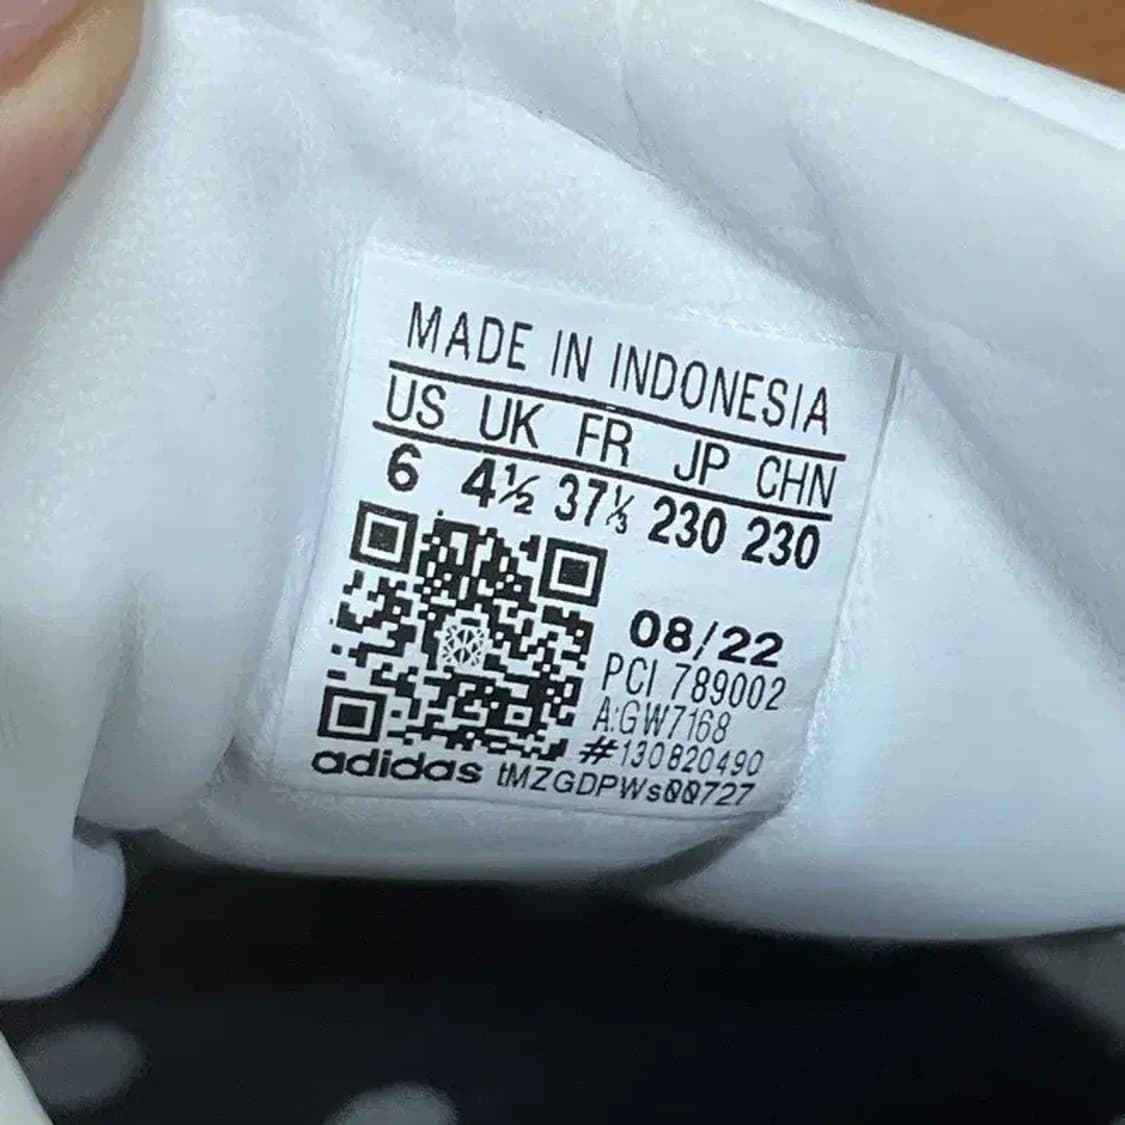 MADE IN INDONESIA
US UK FR JP CHN
6 4½ 37⅓ 230 230
08/22
PCI 789002
A:GW7168
#130820490
adidas tMZGDPWs00727